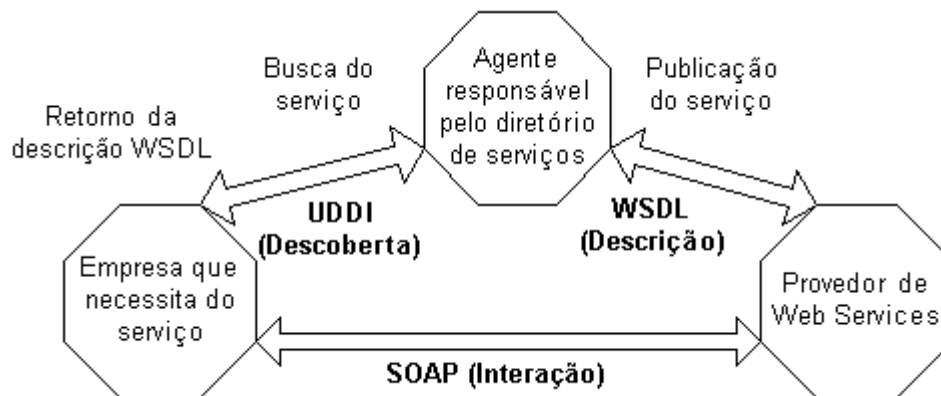 Busca do
serviço
Agente
responsável
pelo diretório
de serviços
Publicação
do serviço
Retorno da
descrição WSDL
UDDI
(Descoberta)
WSDL
(Descrição)
Empresa que
necessita do
serviço
Provedor de
Web Services
SOAP (Interação)